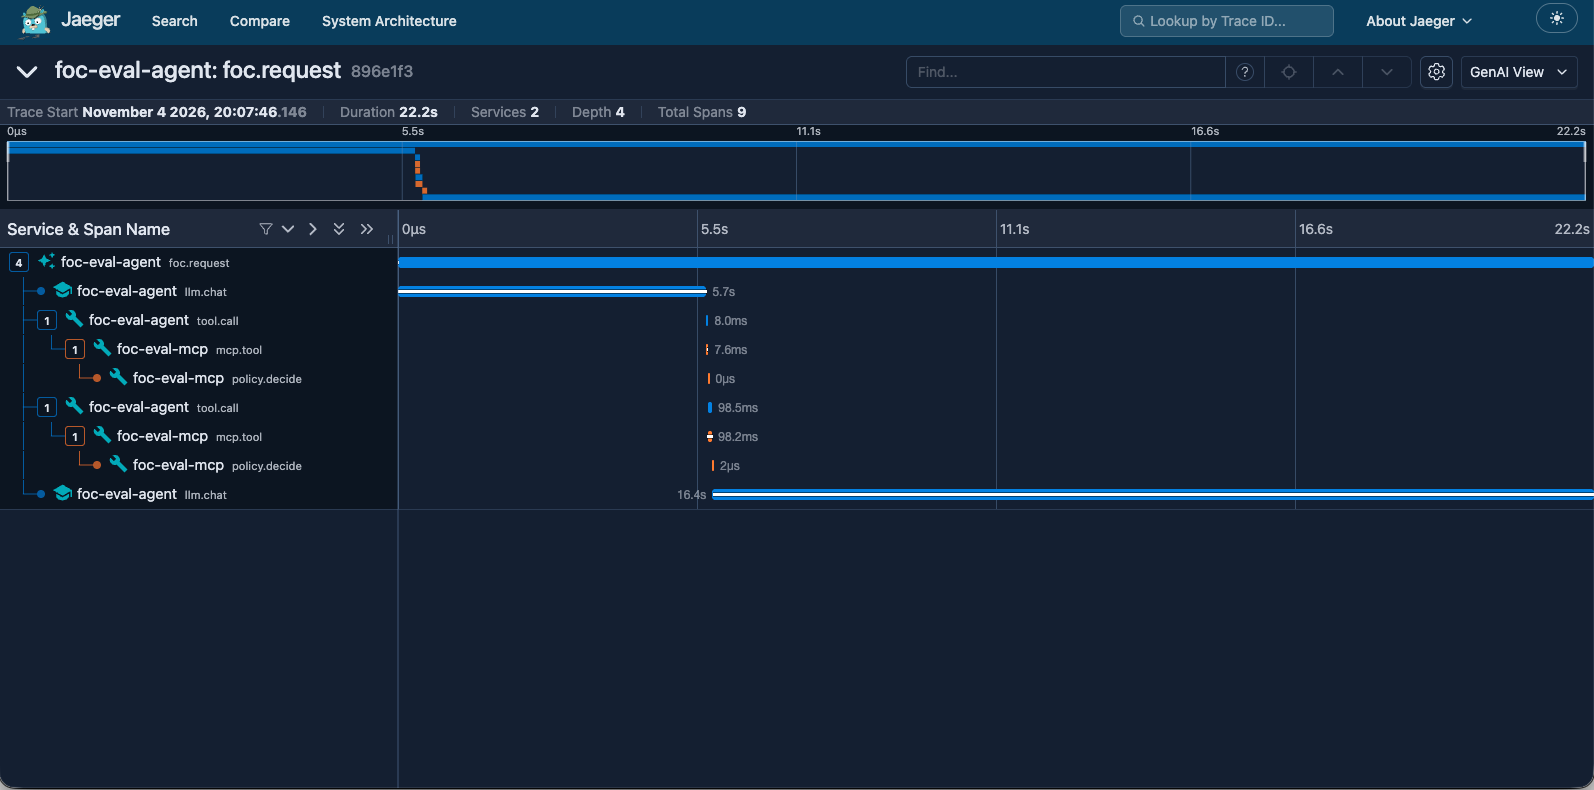 Jaeger Search Compare System Architecture Lookup by Trace ID... About Jaeger
foc-eval-agent: foc.request 896e1f3 Find... ? GenAI View
Trace Start November 4 2026, 20:07:46.146 Duration 22.2s Services 2 Depth 4 Total Spans 9
0μs 5.5s 11.1s 16.6s 22.2s
Service & Span Name 0μs 5.5s 11.1s 16.6s 22.2s
4 foc-eval-agent foc.request
foc-eval-agent llm.chat 5.7s
1 foc-eval-agent tool.call 8.0ms
1 foc-eval-mcp mcp.tool 7.6ms
foc-eval-mcp policy.decide 0μs
1 foc-eval-agent tool.call 98.5ms
1 foc-eval-mcp mcp.tool 98.2ms
foc-eval-mcp policy.decide 2μs
foc-eval-agent llm.chat 16.4s